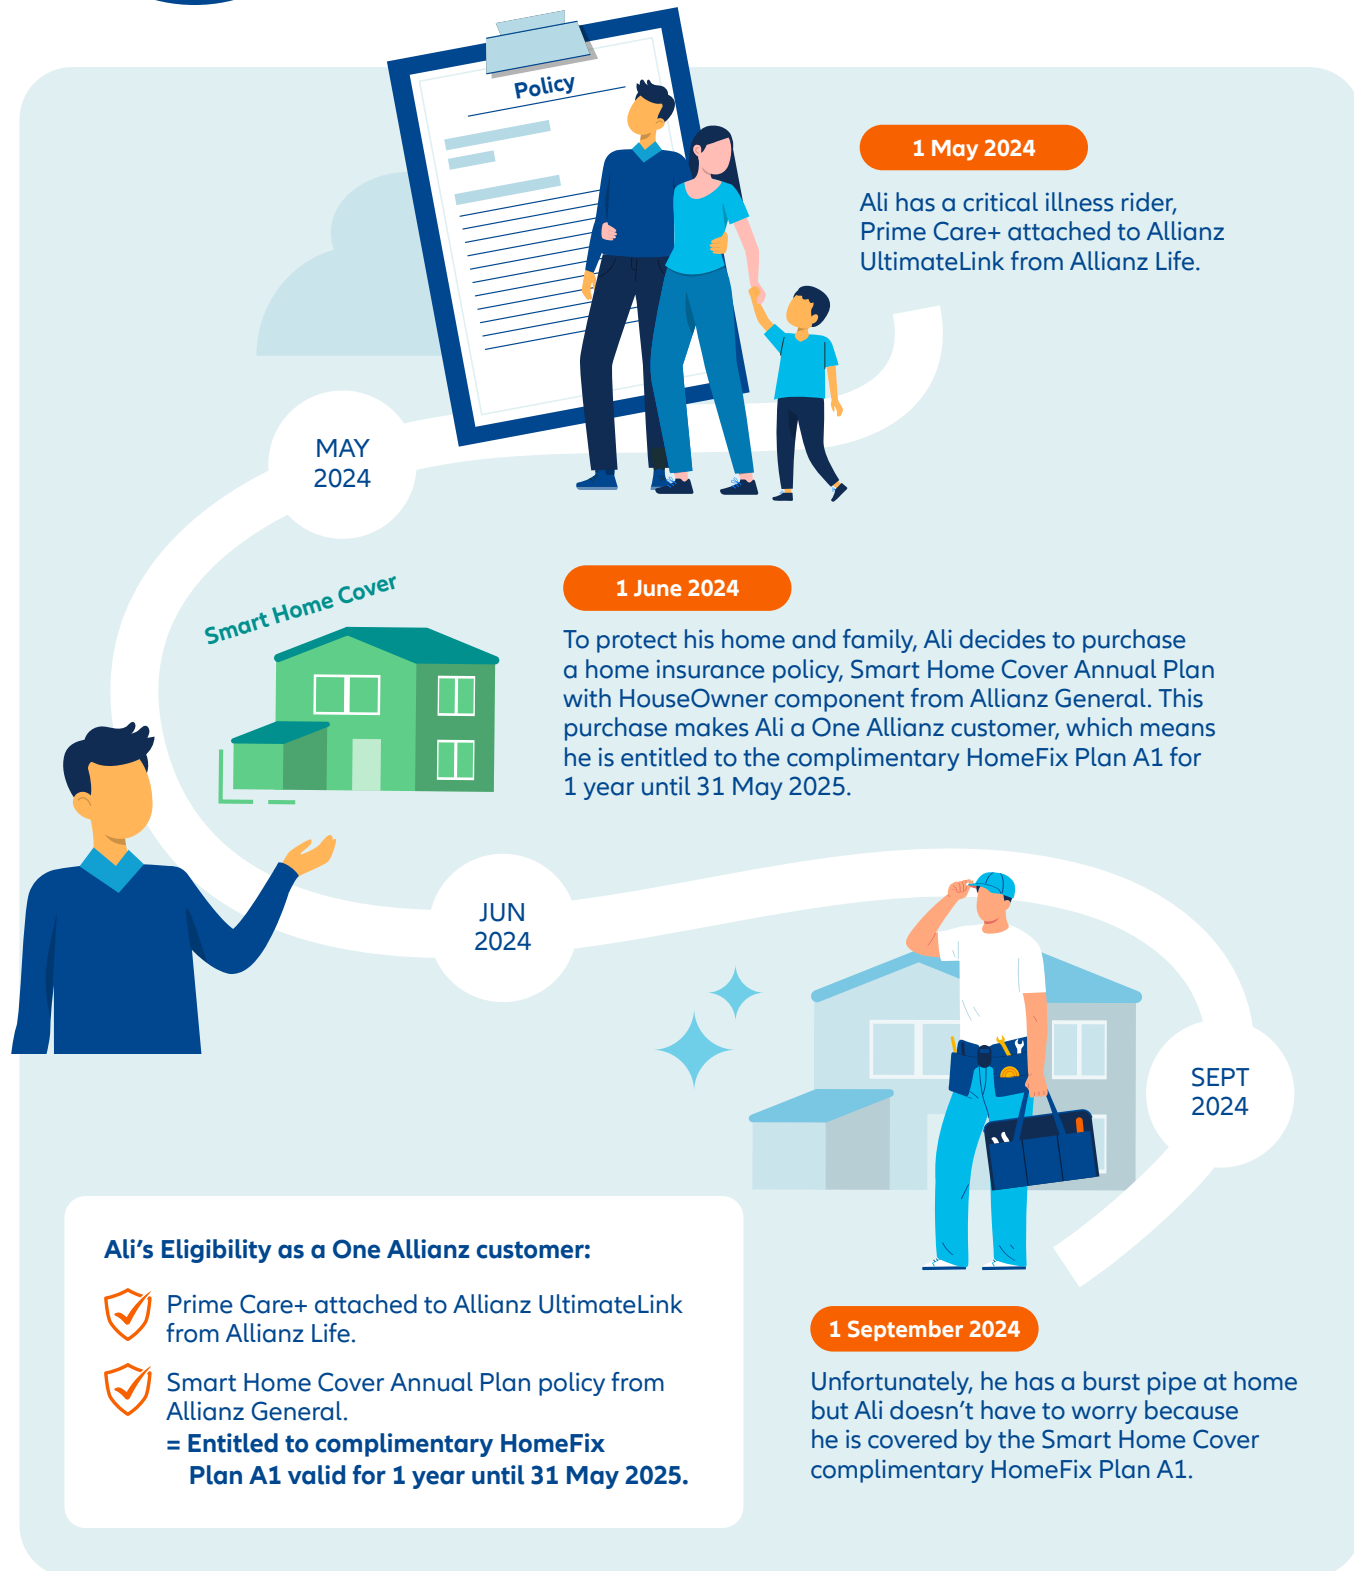 Policy
1 May 2024
Ali has a critical illness rider,
Prime Care+ attached to Allianz
UltimateLink from Allianz Life.
MAY
2024
Smart Home Cover
1 June 2024
To protect his home and family, Ali decides to purchase
a home insurance policy, Smart Home Cover Annual Plan
with HouseOwner component from Allianz General. This
purchase makes Ali a One Allianz customer, which means
he is entitled to the complimentary HomeFix Plan A1 for
1 year until 31 May 2025.
JUN
2024
SEPT
2024
Ali’s Eligibility as a One Allianz customer:
Prime Care+ attached to Allianz UltimateLink
from Allianz Life.
Smart Home Cover Annual Plan policy from
Allianz General.
= Entitled to complimentary HomeFix
Plan A1 valid for 1 year until 31 May 2025.
1 September 2024
Unfortunately, he has a burst pipe at home
but Ali doesn’t have to worry because
he is covered by the Smart Home Cover
complimentary HomeFix Plan A1.